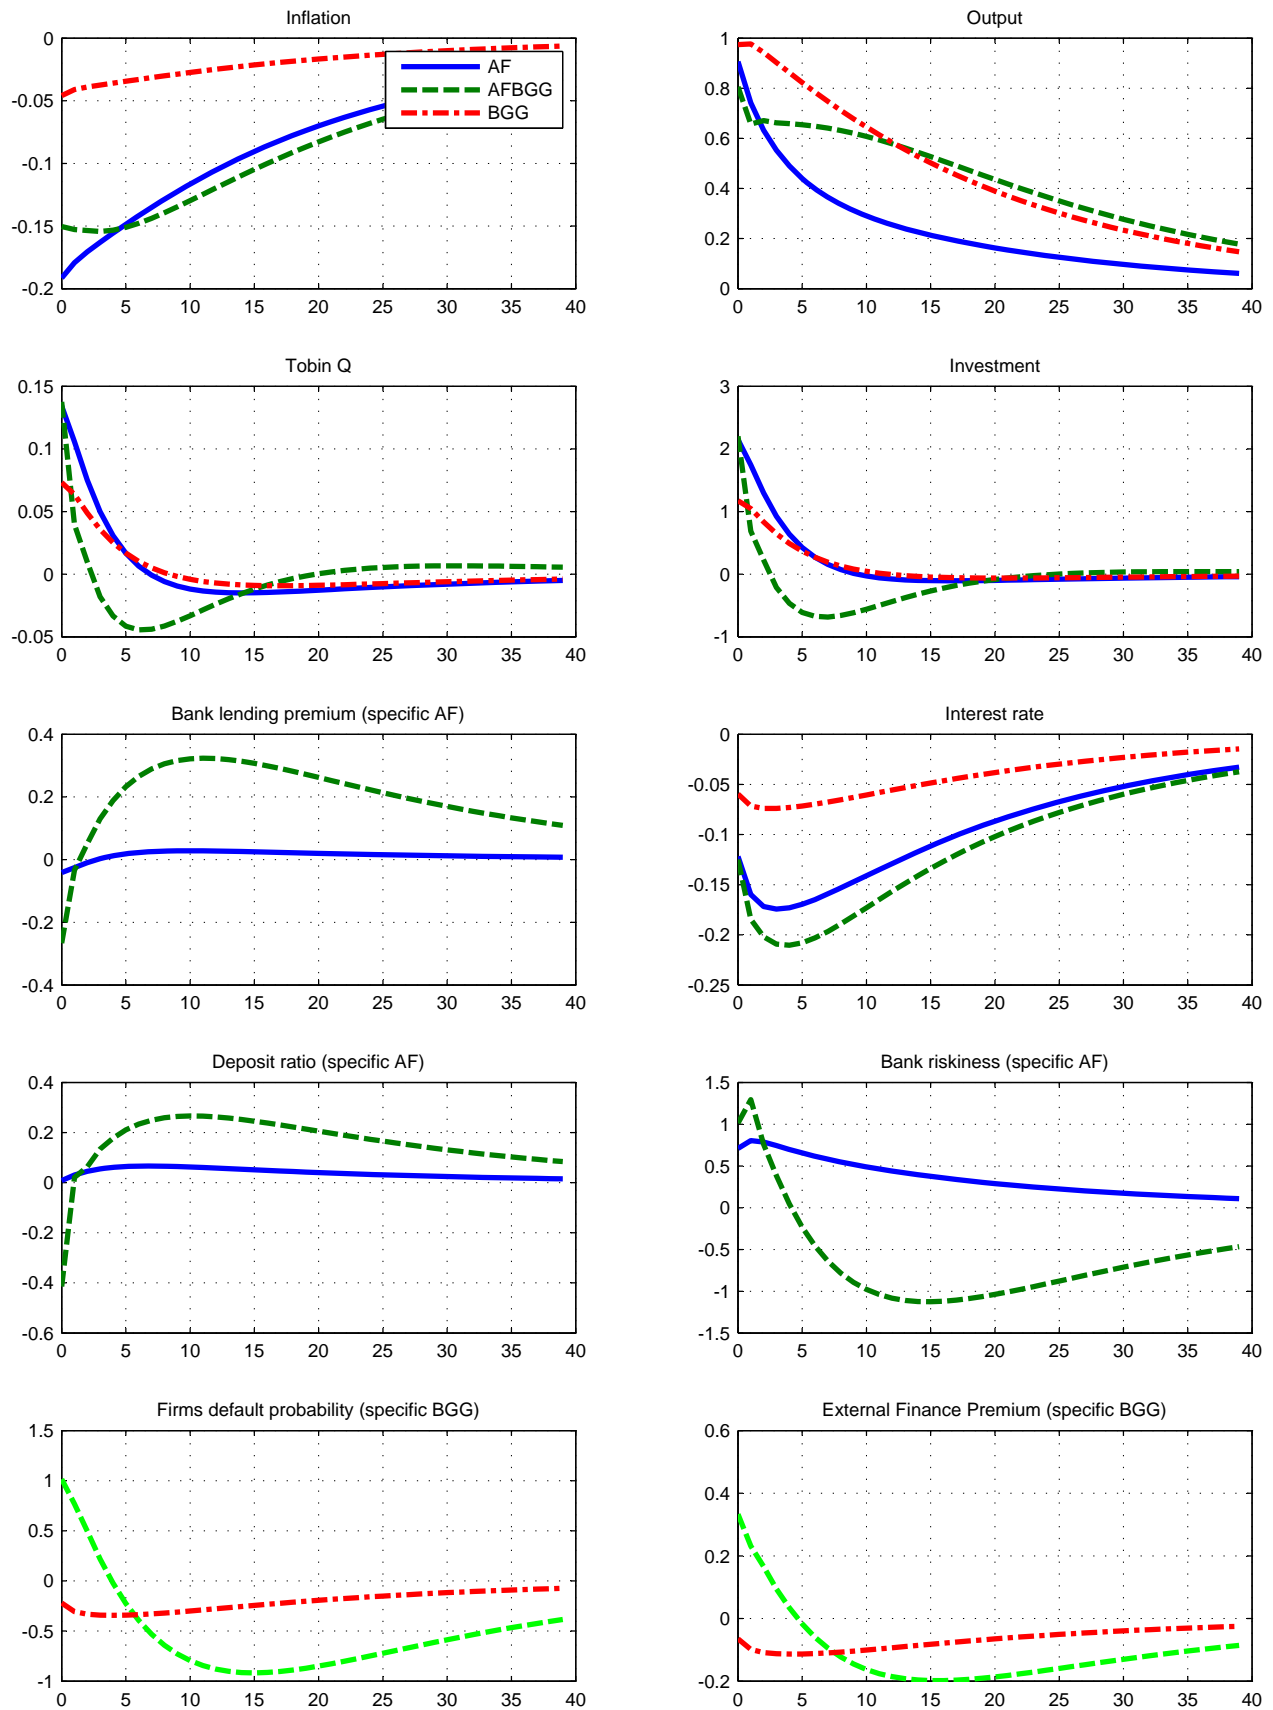 Inflation
0
-0.05
-0.1
-0.15
-0.2
0 5 10 15 20 25 30 35 40
AF
AFBGG
BGG
Output
1
0.8
0.6
0.4
0.2
0
0 5 10 15 20 25 30 35 40
Tobin Q
0.15
0.1
0.05
0
-0.05
0 5 10 15 20 25 30 35 40
Investment
3
2
1
0
-1
0 5 10 15 20 25 30 35 40
Bank lending premium (specific AF)
0.4
0.2
0
-0.2
-0.4
0 5 10 15 20 25 30 35 40
Interest rate
0
-0.05
-0.1
-0.15
-0.2
-0.25
0 5 10 15 20 25 30 35 40
Deposit ratio (specific AF)
0.4
0.2
0
-0.2
-0.4
-0.6
0 5 10 15 20 25 30 35 40
Bank riskiness (specific AF)
1.5
1
0.5
0
-0.5
-1
-1.5
0 5 10 15 20 25 30 35 40
Firms default probability (specific BGG)
1.5
1
0.5
0
-0.5
-1
0 5 10 15 20 25 30 35 40
External Finance Premium (specific BGG)
0.6
0.4
0.2
0
-0.2
0 5 10 15 20 25 30 35 40